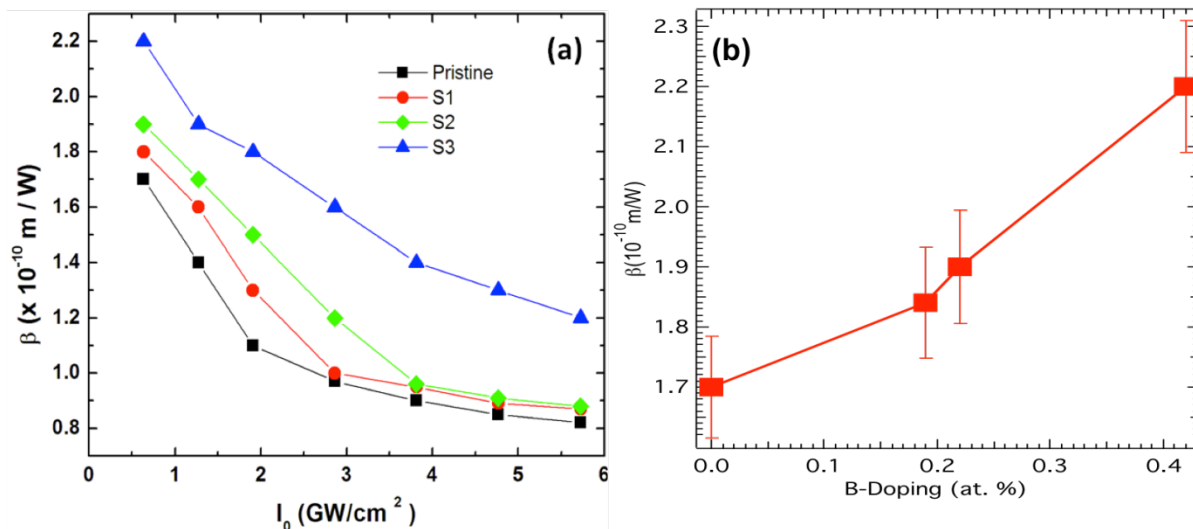 (a)
Pristine
S1
S2
S3
β (x 10⁻¹⁰ m / W)
2.2
2.0
1.8
1.6
1.4
1.2
1.0
0.8
0 1 2 3 4 5 6
I₀ (GW/cm ²)
(b)
β(10⁻¹⁰m/W)
2.3
2.2
2.1
2.0
1.9
1.8
1.7
0.0 0.1 0.2 0.3 0.4
B-Doping (at. %)